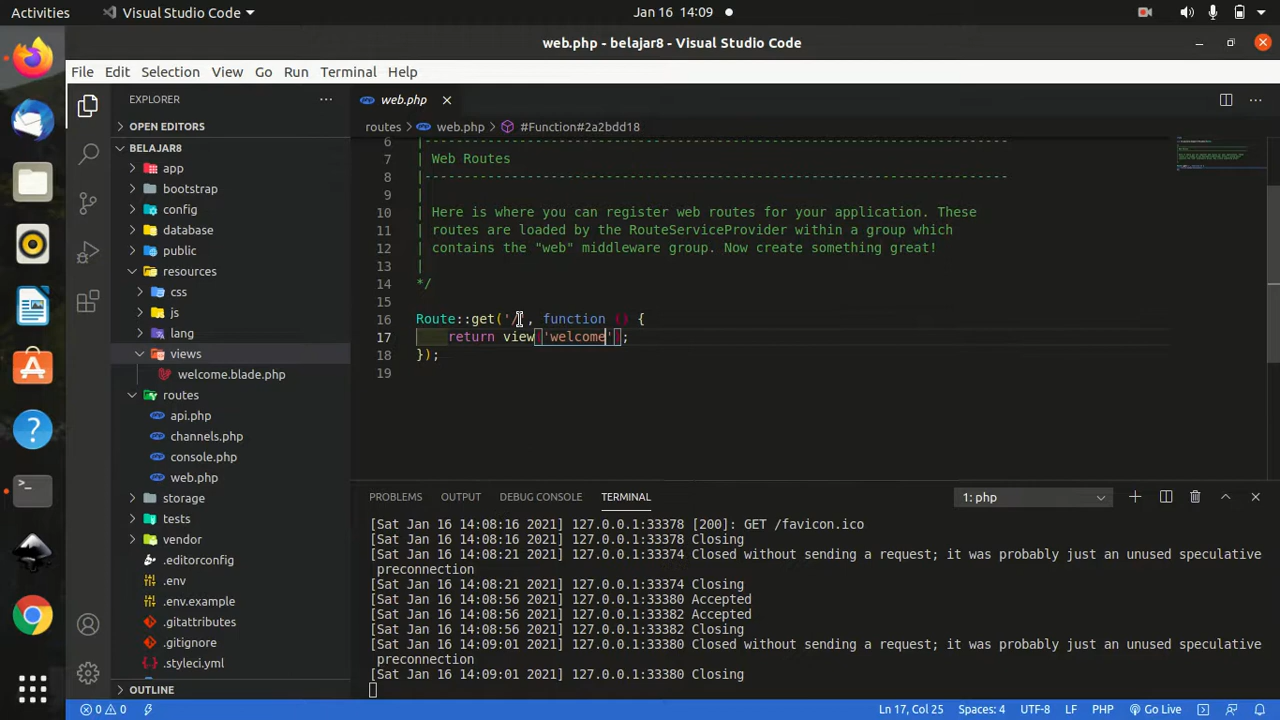 Activities
Visual Studio Code
Jan 16 14:09
web.php - belajar8 - Visual Studio Code
File Edit Selection View Go Run Terminal Help
EXPLORER
OPEN EDITORS
BELAJAR8
app
bootstrap
config
database
public
resources
css
js
lang
views
welcome.blade.php
routes
api.php
channels.php
console.php
web.php
storage
tests
vendor
.editorconfig
.env
.env.example
.gitattributes
.gitignore
.styleci.yml
OUTLINE
web.php
routes > web.php > #Function#2a2bdd18
6 |--------------------------------------------------------------------------
7 | Web Routes
8 |--------------------------------------------------------------------------
9 |
10 | Here is where you can register web routes for your application. These
11 | routes are loaded by the RouteServiceProvider within a group which
12 | contains the "web" middleware group. Now create something great!
13 |
14 */
15
16 Route::get('/', function () {
17 return view('welcome');
18 });
19
PROBLEMS OUTPUT DEBUG CONSOLE TERMINAL
1: php
[Sat Jan 16 14:08:16 2021] 127.0.0.1:33378 [200]: GET /favicon.ico
[Sat Jan 16 14:08:16 2021] 127.0.0.1:33378 Closing
[Sat Jan 16 14:08:21 2021] 127.0.0.1:33374 Closed without sending a request; it was probably just an unused speculative
preconnection
[Sat Jan 16 14:08:21 2021] 127.0.0.1:33374 Closing
[Sat Jan 16 14:08:56 2021] 127.0.0.1:33380 Accepted
[Sat Jan 16 14:08:56 2021] 127.0.0.1:33382 Accepted
[Sat Jan 16 14:08:56 2021] 127.0.0.1:33382 Closing
[Sat Jan 16 14:09:01 2021] 127.0.0.1:33380 Closed without sending a request; it was probably just an unused speculative
preconnection
[Sat Jan 16 14:09:01 2021] 127.0.0.1:33380 Closing
0 0
Ln 17, Col 25 Spaces: 4 UTF-8 LF PHP Go Live